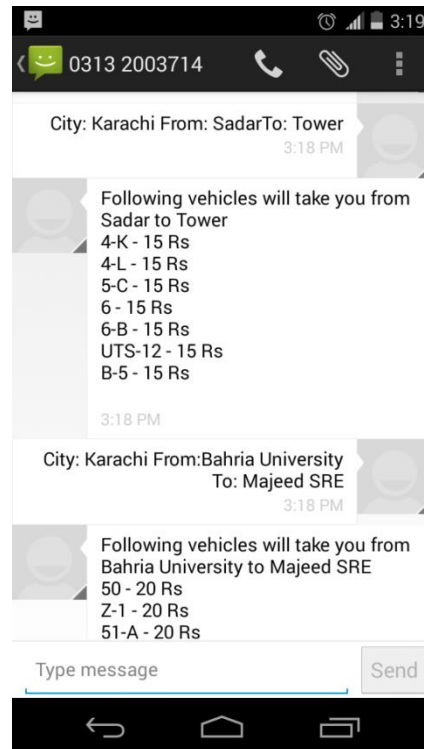 3:19
0313 2003714
City: Karachi From: SadarTo: Tower
3:18 PM
Following vehicles will take you from
Sadar to Tower
4-K - 15 Rs
4-L - 15 Rs
5-C - 15 Rs
6 - 15 Rs
6-B - 15 Rs
UTS-12 - 15 Rs
B-5 - 15 Rs
3:18 PM
City: Karachi From:Bahria University
To: Majeed SRE
3:18 PM
Following vehicles will take you from
Bahria University to Majeed SRE
50 - 20 Rs
Z-1 - 20 Rs
51-A - 20 Rs
Type message
Send